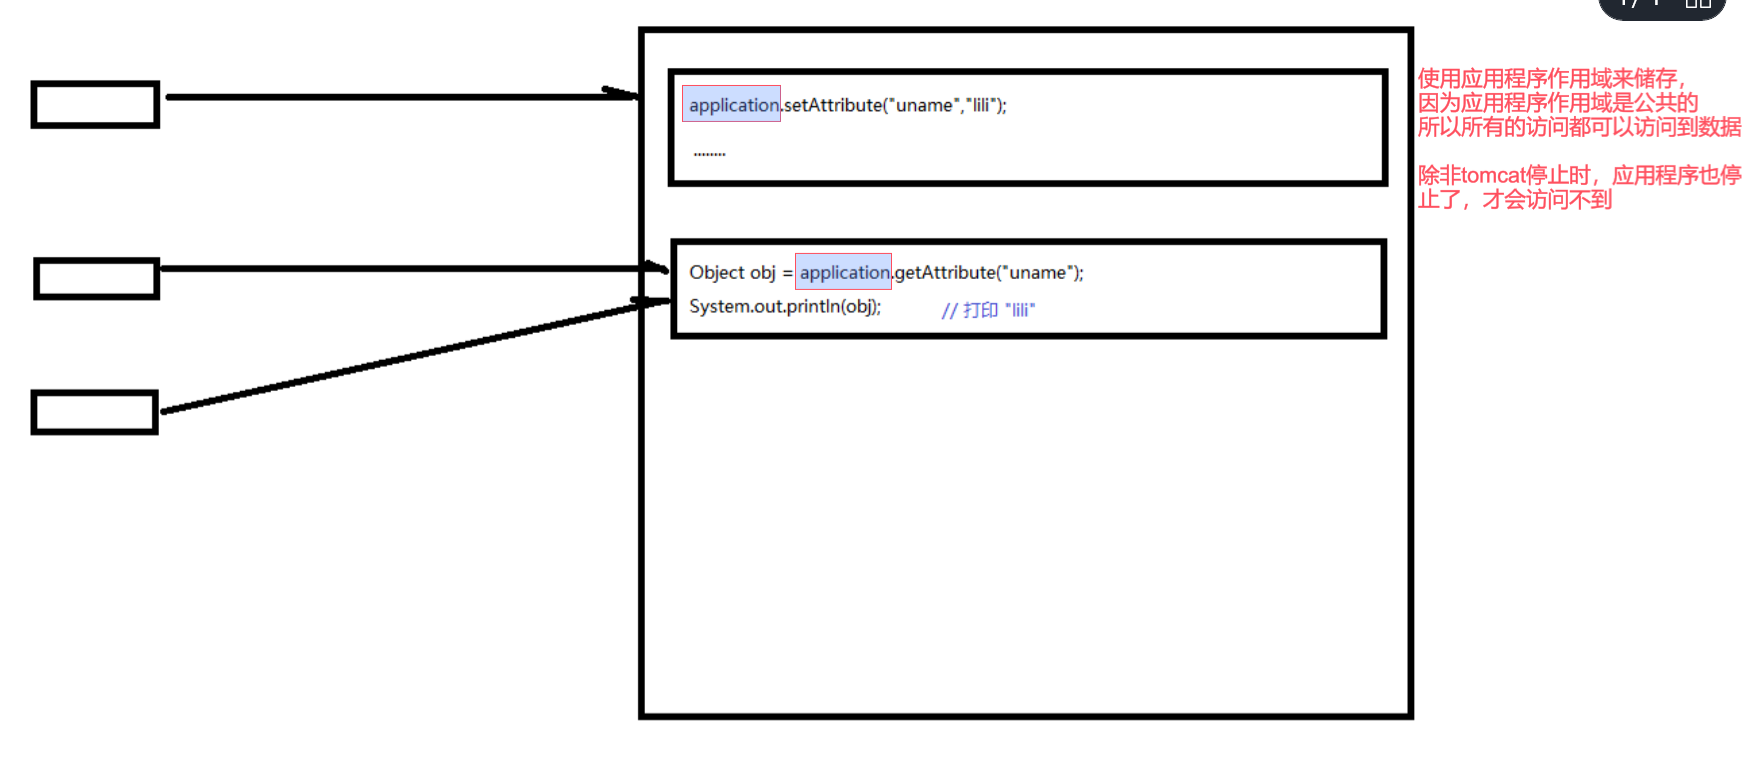 application.setAttribute("uname","lili");
........
Object obj = application.getAttribute("uname");
System.out.println(obj);    // 打印 "lili"
使用应用程序作用域来储存，
因为应用程序作用域是公共的
所以所有的访问都可以访问到数据
除非tomcat停止时，应用程序也停
止了，才会访问不到